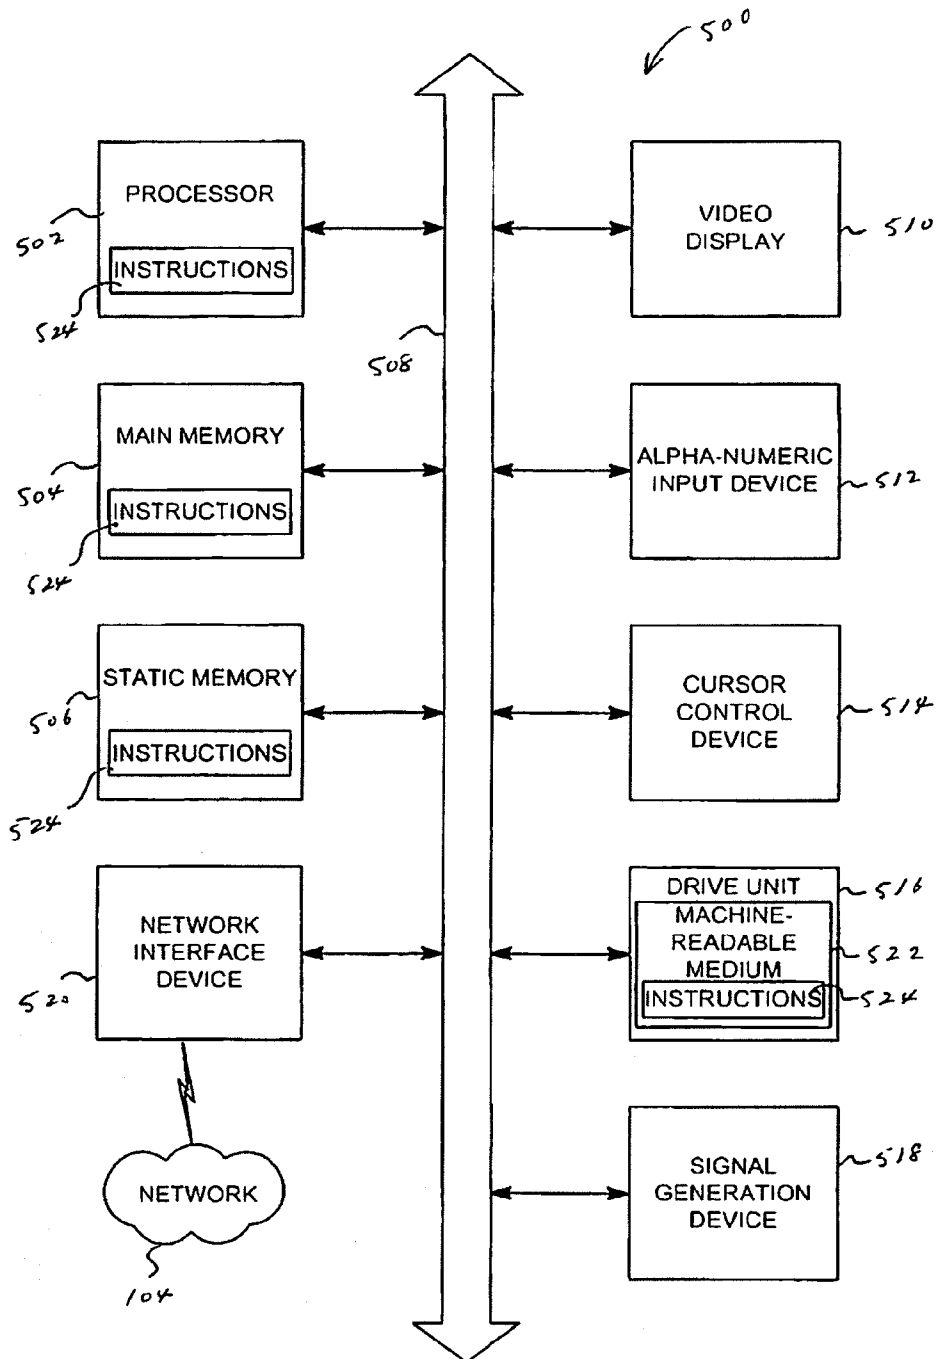 500
PROCESSOR
502
INSTRUCTIONS
524
VIDEO
DISPLAY
510
508
MAIN MEMORY
504
INSTRUCTIONS
524
ALPHA-NUMERIC
INPUT DEVICE
512
STATIC MEMORY
506
INSTRUCTIONS
524
CURSOR
CONTROL
DEVICE
514
NETWORK
INTERFACE
DEVICE
520
DRIVE UNIT
516
MACHINE-
READABLE
MEDIUM
522
INSTRUCTIONS
524
NETWORK
104
SIGNAL
GENERATION
DEVICE
518